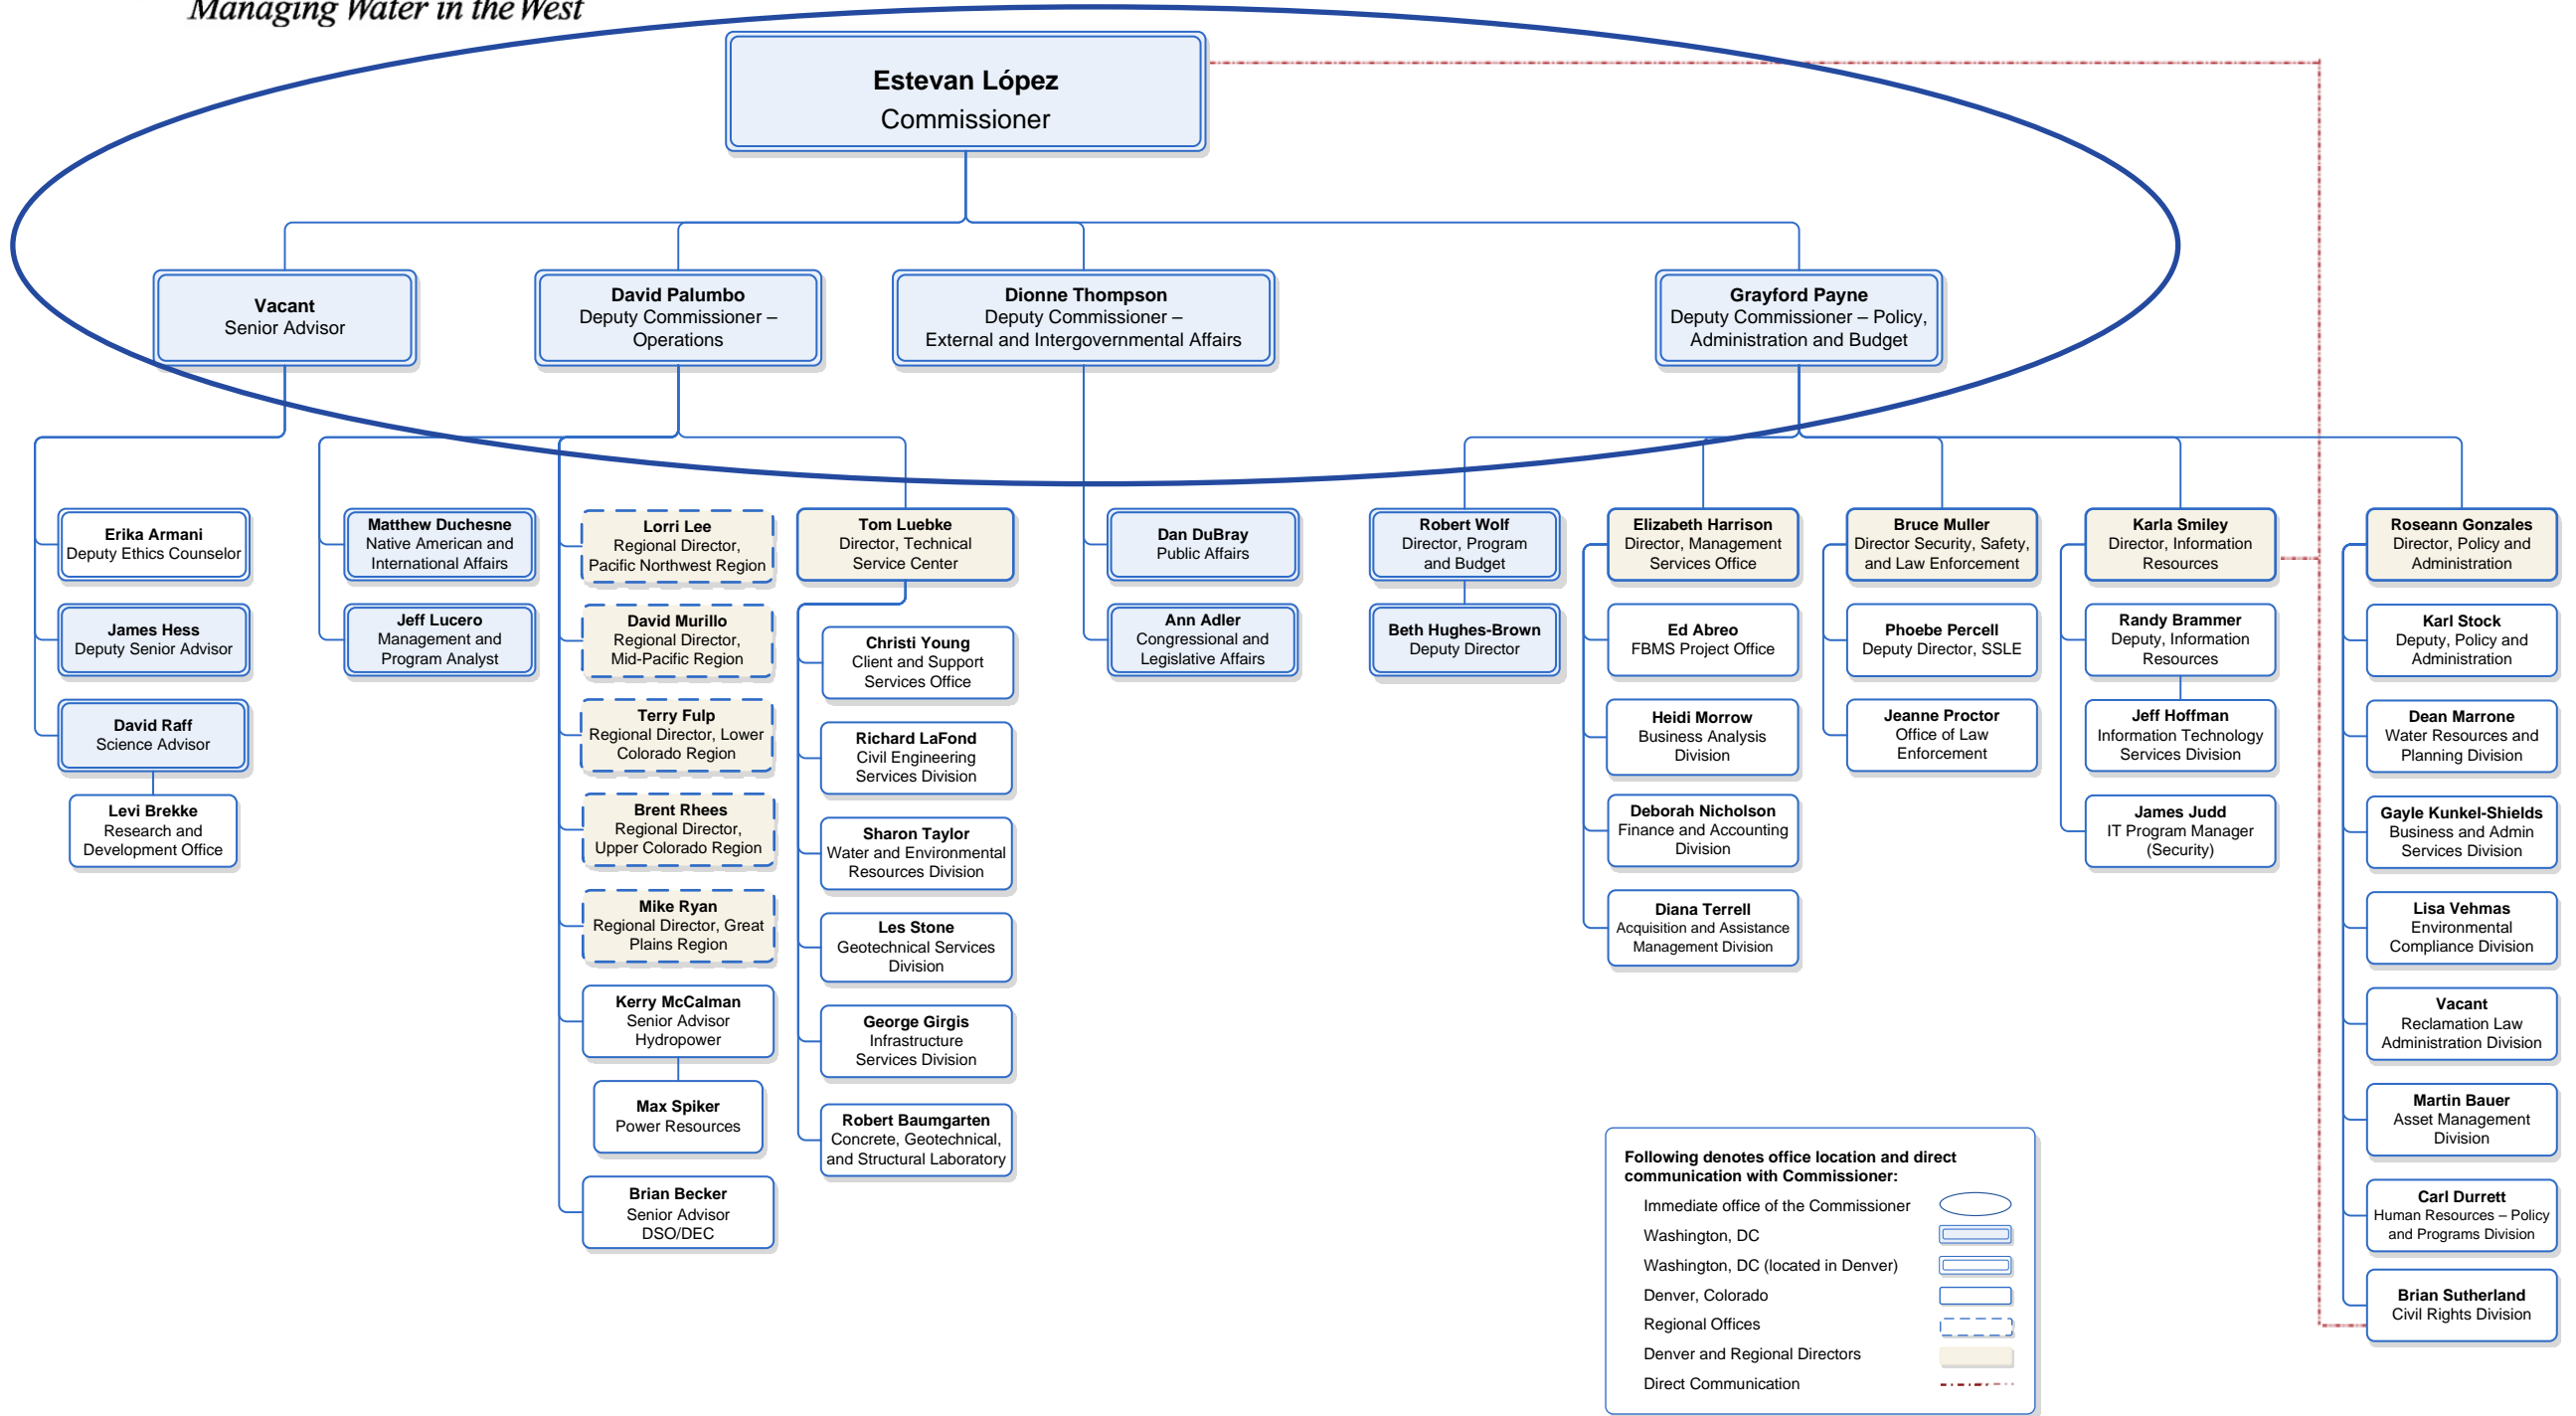 Managing Water in the West
Estevan López
Commissioner
Vacant
Senior Advisor
David Palumbo
Deputy Commissioner –
Operations
Dionne Thompson
Deputy Commissioner –
External and Intergovernmental Affairs
Grayford Payne
Deputy Commissioner – Policy,
Administration and Budget
Erika Armani
Deputy Ethics Counselor
James Hess
Deputy Senior Advisor
David Raff
Science Advisor
Levi Brekke
Research and
Development Office
Matthew Duchesne
Native American and
International Affairs
Jeff Lucero
Management and
Program Analyst
Lorri Lee
Regional Director,
Pacific Northwest Region
David Murillo
Regional Director,
Mid-Pacific Region
Terry Fulp
Regional Director, Lower
Colorado Region
Brent Rhees
Regional Director,
Upper Colorado Region
Mike Ryan
Regional Director, Great
Plains Region
Kerry McCalman
Senior Advisor
Hydropower
Max Spiker
Power Resources
Brian Becker
Senior Advisor
DSO/DEC
Tom Luebke
Director, Technical
Service Center
Christi Young
Client and Support
Services Office
Richard LaFond
Civil Engineering
Services Division
Sharon Taylor
Water and Environmental
Resources Division
Les Stone
Geotechnical Services
Division
George Girgis
Infrastructure
Services Division
Robert Baumgarten
Concrete, Geotechnical,
and Structural Laboratory
Dan DuBray
Public Affairs
Ann Adler
Congressional and
Legislative Affairs
Robert Wolf
Director, Program
and Budget
Beth Hughes-Brown
Deputy Director
Elizabeth Harrison
Director, Management
Services Office
Ed Abreo
FBMS Project Office
Heidi Morrow
Business Analysis
Division
Deborah Nicholson
Finance and Accounting
Division
Diana Terrell
Acquisition and Assistance
Management Division
Bruce Muller
Director Security, Safety,
and Law Enforcement
Phoebe Percell
Deputy Director, SSLE
Jeanne Proctor
Office of Law
Enforcement
Karla Smiley
Director, Information
Resources
Randy Brammer
Deputy, Information
Resources
Jeff Hoffman
Information Technology
Services Division
James Judd
IT Program Manager
(Security)
Roseann Gonzales
Director, Policy and
Administration
Karl Stock
Deputy, Policy and
Administration
Dean Marrone
Water Resources and
Planning Division
Gayle Kunkel-Shields
Business and Admin
Services Division
Lisa Vehmas
Environmental
Compliance Division
Vacant
Reclamation Law
Administration Division
Martin Bauer
Asset Management
Division
Carl Durrett
Human Resources – Policy
and Programs Division
Brian Sutherland
Civil Rights Division
Following denotes office location and direct
communication with Commissioner:
Immediate office of the Commissioner
Washington, DC
Washington, DC (located in Denver)
Denver, Colorado
Regional Offices
Denver and Regional Directors
Direct Communication